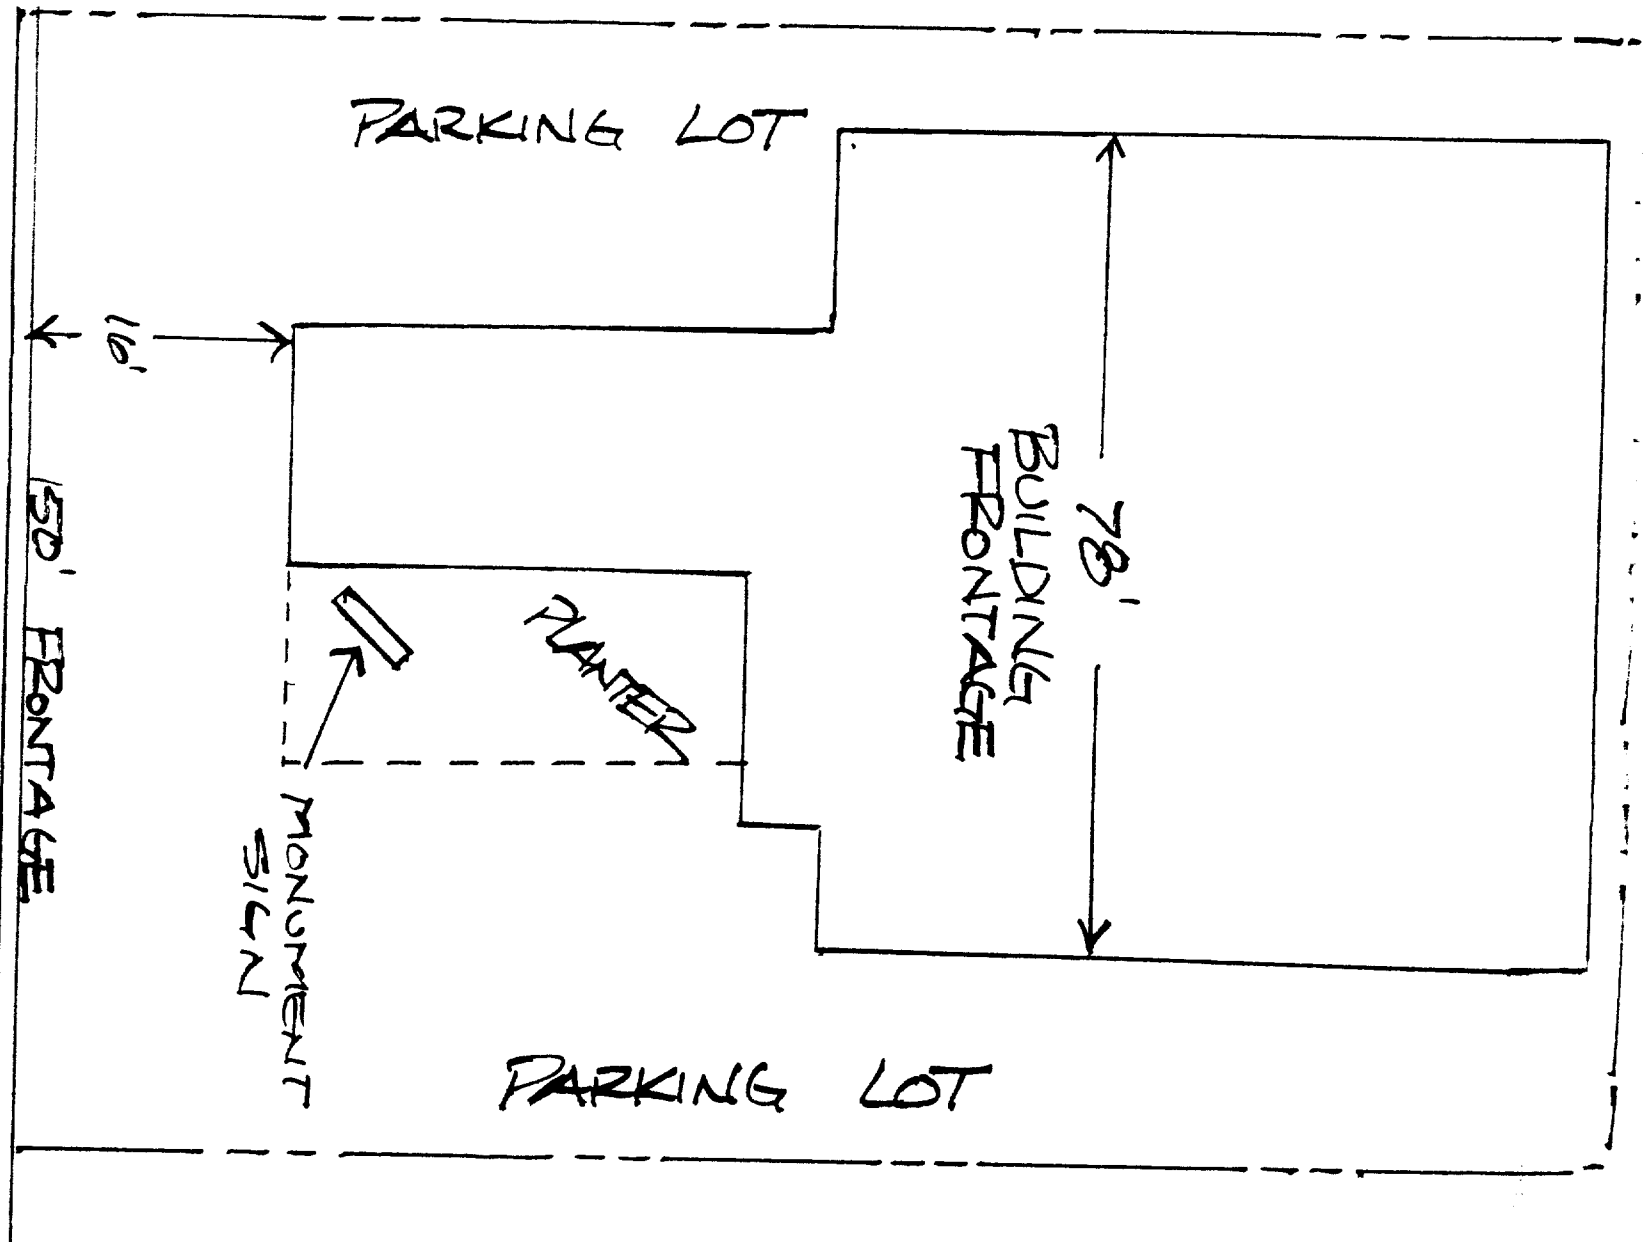 PARKING LOT
16'
150' FRONTAGE
BUILDING
FRONTAGE
78'
PLANTER
MONUMENT
SIGN
PARKING LOT